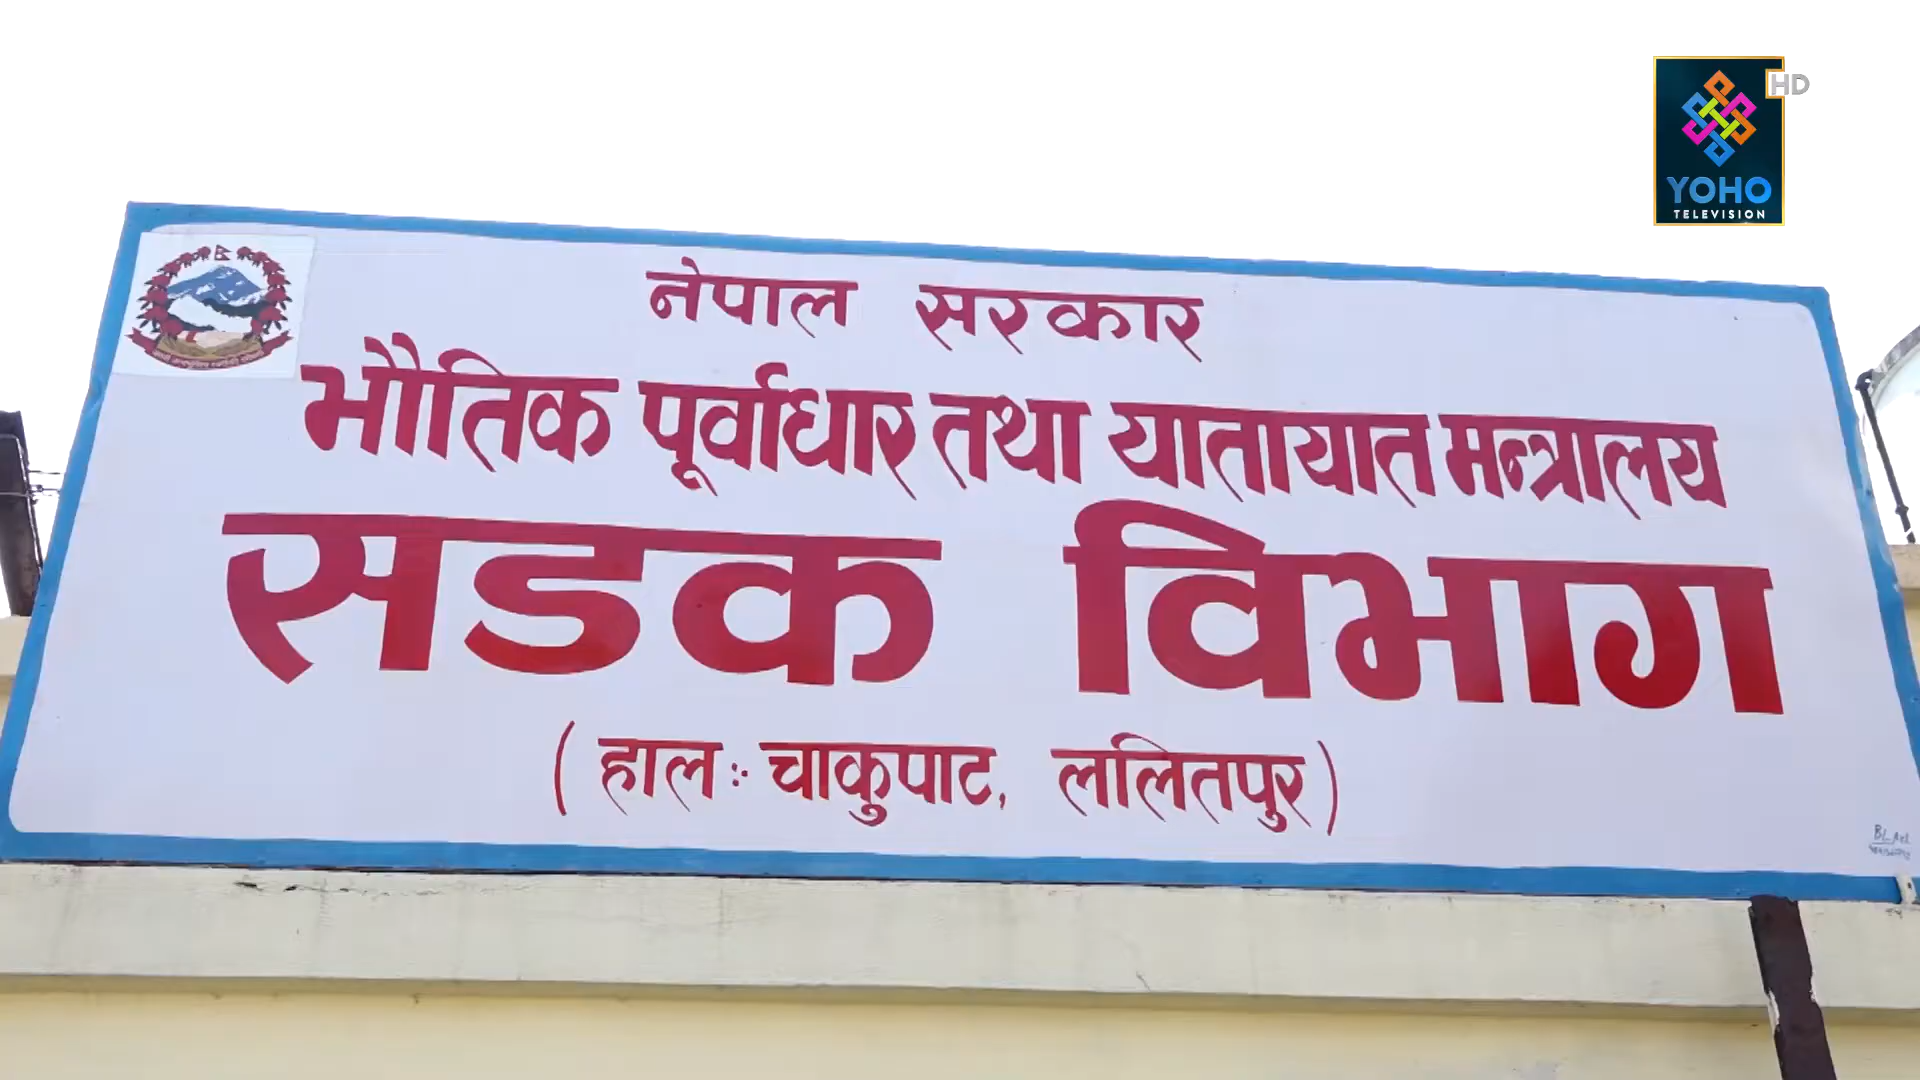 HD
YOHO
TELEVISION
नेपाल सरकार
भौतिक पूर्वाधार तथा यातायात मन्त्रालय
सडक विभाग
( हालः चाकुपाट, ललितपुर )